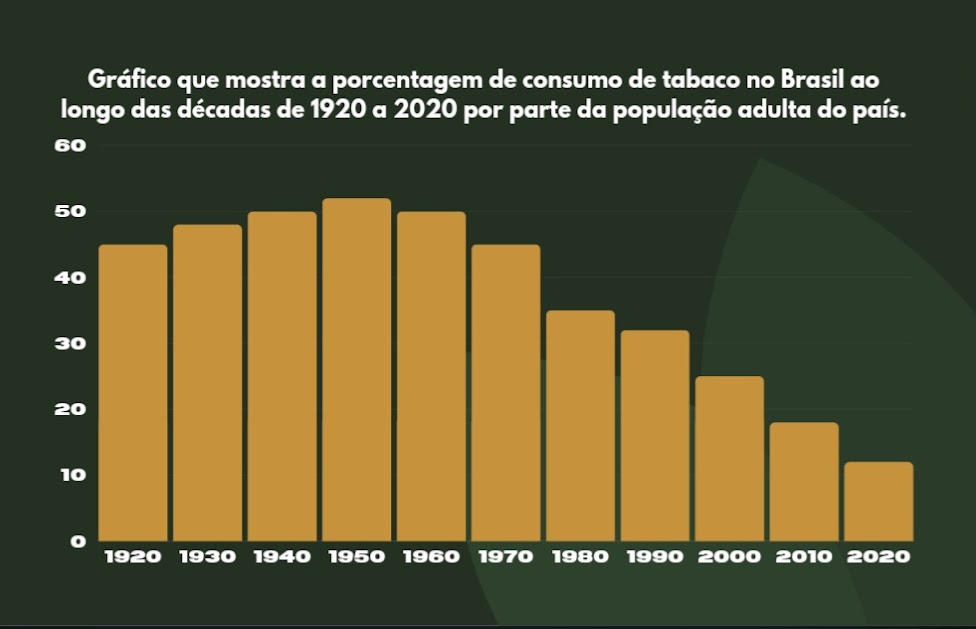 Gráfico que mostra a porcentagem de consumo de tabaco no Brasil ao
longo das décadas de 1920 a 2020 por parte da população adulta do país.
60
50
40
30
20
10
0
1920 1930 1940 1950 1960 1970 1980 1990 2000 2010 2020